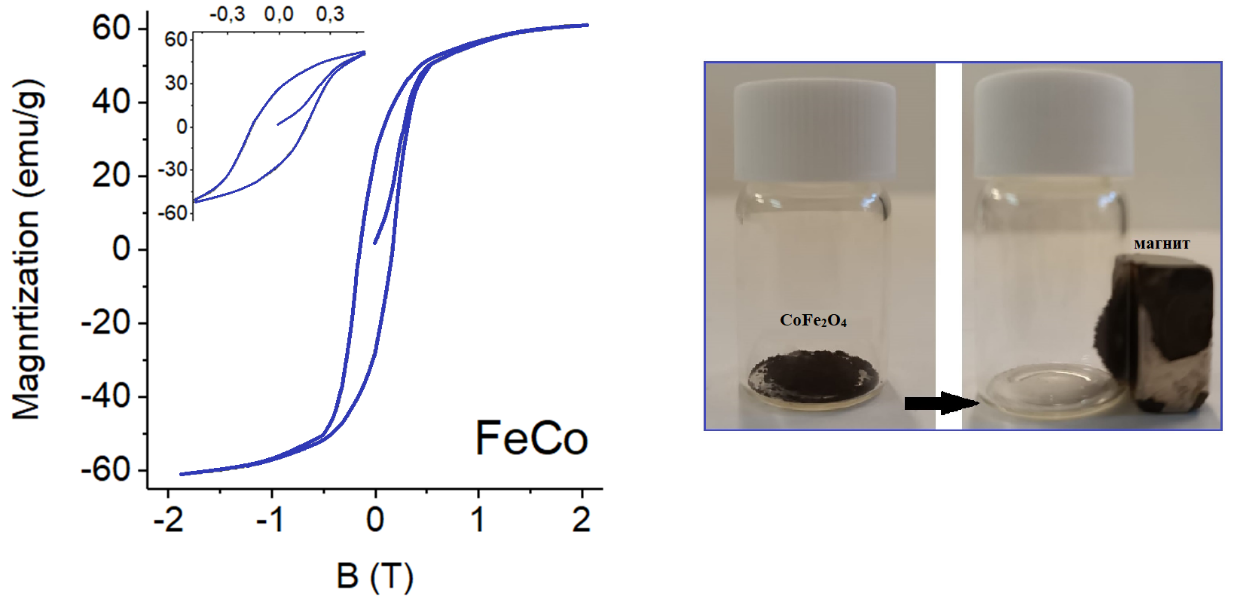 -0,3 0,0 0,3
60
30
0
-30
-60
60
40
20
0
-20
-40
-60
Magnrtization (emu/g)
FeCo
-2 -1 0 1 2
B (T)
CoFe₂O₄
магнит